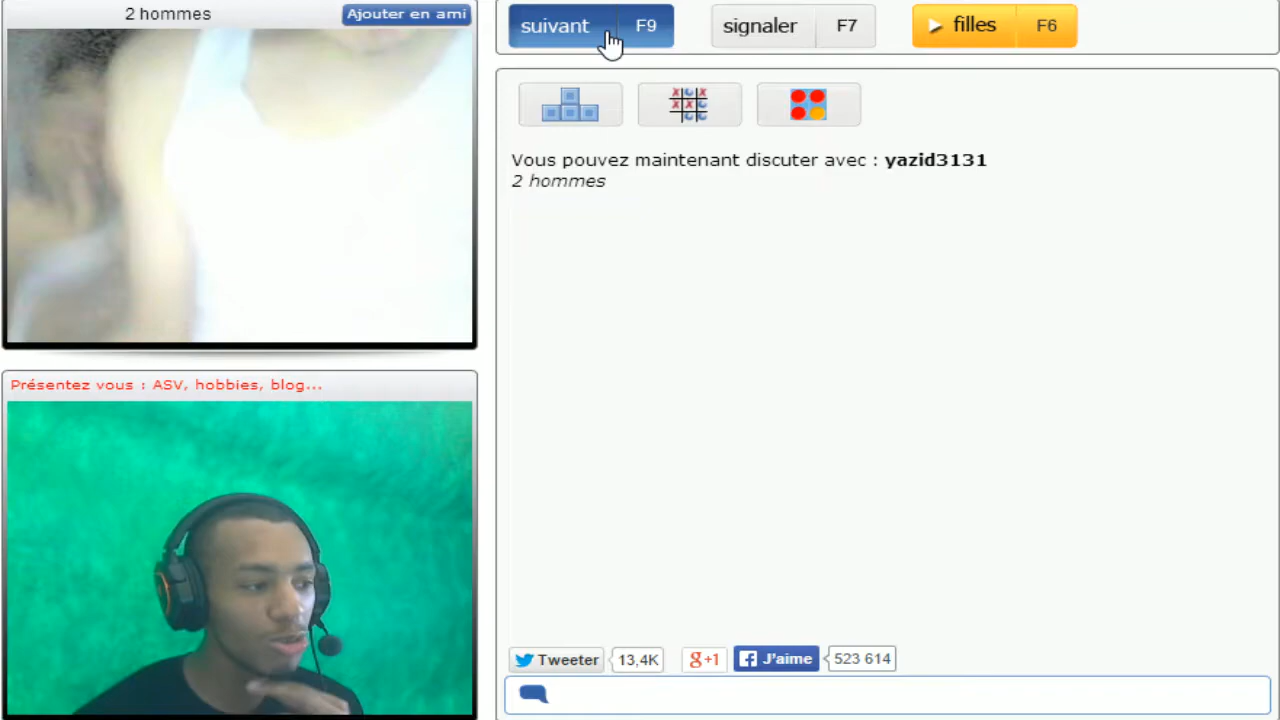 2 hommes
Ajouter en ami
suivant F9
signaler F7
filles F6
Vous pouvez maintenant discuter avec : yazid3131
2 hommes
Présentez vous : ASV, hobbies, blog...
Tweeter 13,4K g+1 J'aime 523 614